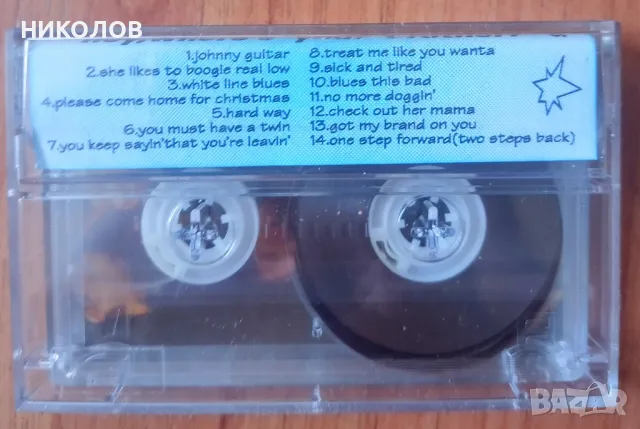 НИКОЛОВ
1.johnny guitar
2.she likes to boogie real low
3.white line blues
4.please come home for christmas
5.hard way
6.you must have a twin
7.you keep sayin'that you're leavin'
8.treat me like you wanta
9.sick and tired
10.blues this bad
11.no more doggin'
12.check out her mama
13.got my brand on you
14.one step forward(two steps back)
BAZAR